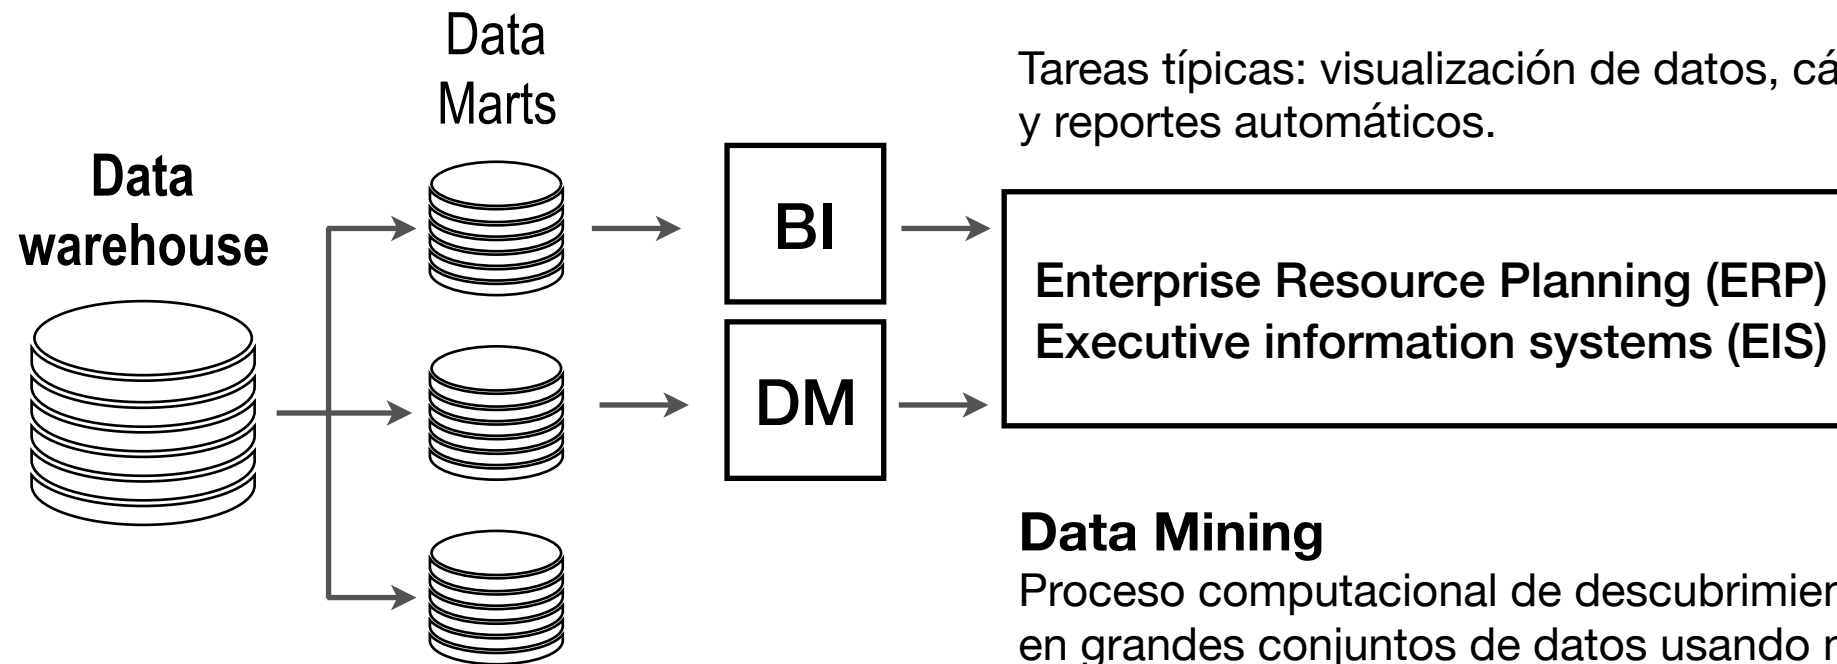 Data
Marts
Data
warehouse
BI
DM
Tareas típicas: visualización de datos,
y reportes automáticos.
Enterprise Resource Planning (ERP)
Executive information systems (EIS)
Data Mining
Proceso computacional de
en grandes conjuntos de datos usando